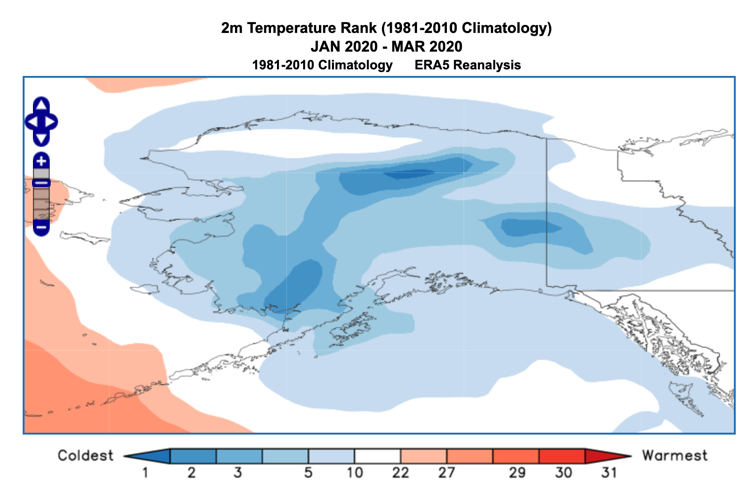 2m Temperature Rank (1981-2010 Climatology)
JAN 2020 - MAR 2020
1981-2010 Climatology ERA5 Reanalysis
Coldest 1 2 3 5 10 22 27 29 30 31 Warmest